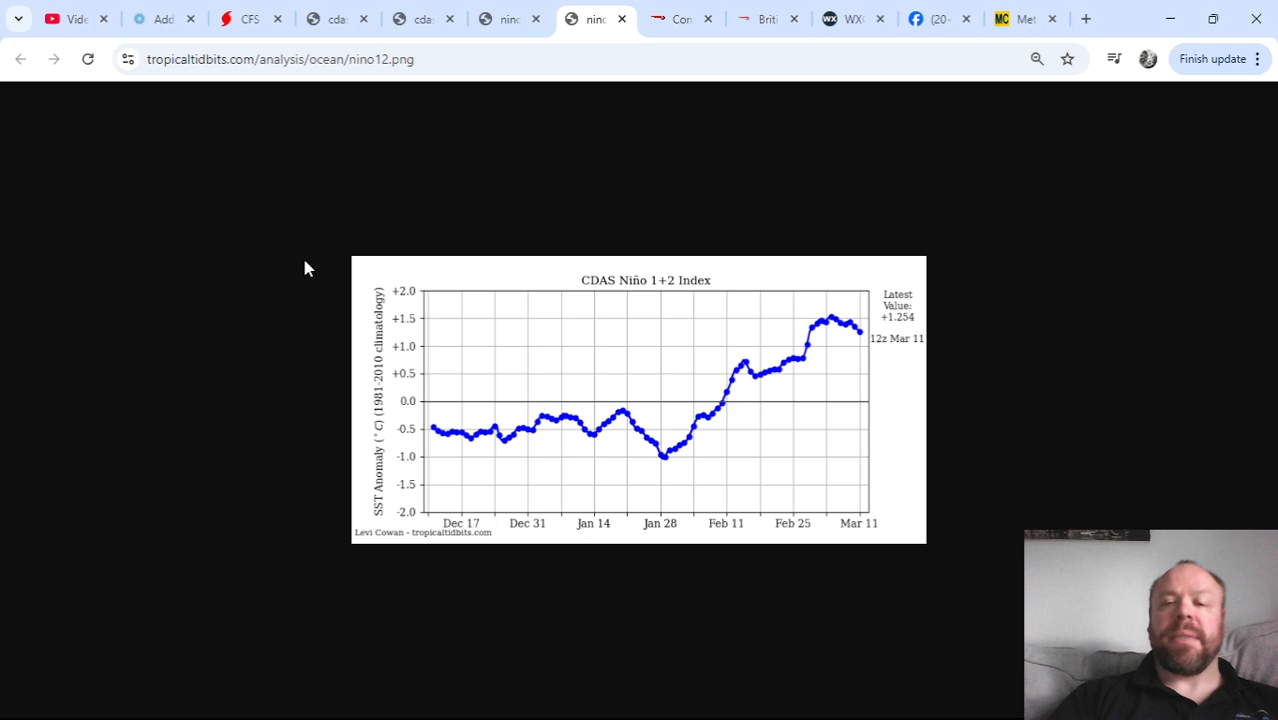 Vide
Add
CFS
cda
cda
nino
nino
Con
Briti
WX
(20
Met
tropicaltidbits.com/analysis/ocean/nino12.png
Finish update
CDAS Niño 1+2 Index
SST Anomaly (°C) (1981-2010 climatology)
+2.0
+1.5
+1.0
+0.5
0.0
-0.5
-1.0
-1.5
-2.0
Dec 17 Dec 31 Jan 14 Jan 28 Feb 11 Feb 25 Mar 11
Latest
Value:
+1.254
12z Mar 11
Levi Cowan - tropicaltidbits.com